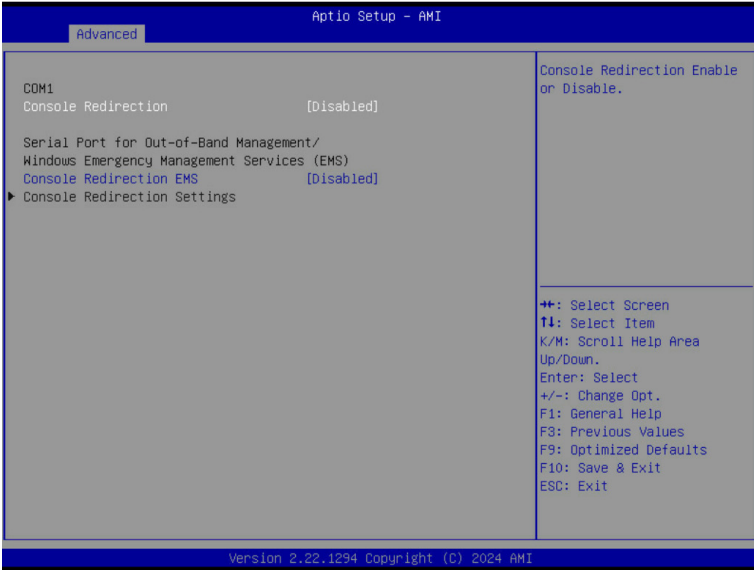 Aptio Setup – AMI
Advanced
COM1
Console Redirection [Disabled]
Serial Port for Out-of-Band Management/
Windows Emergency Management Services (EMS)
Console Redirection EMS [Disabled]
▶ Console Redirection Settings
Console Redirection Enable
or Disable.
→←: Select Screen
↑↓: Select Item
K/M: Scroll Help Area
Up/Down.
Enter: Select
+/-: Change Opt.
F1: General Help
F3: Previous Values
F9: Optimized Defaults
F10: Save & Exit
ESC: Exit
Version 2.22.1294 Copyright (C) 2024 AMI